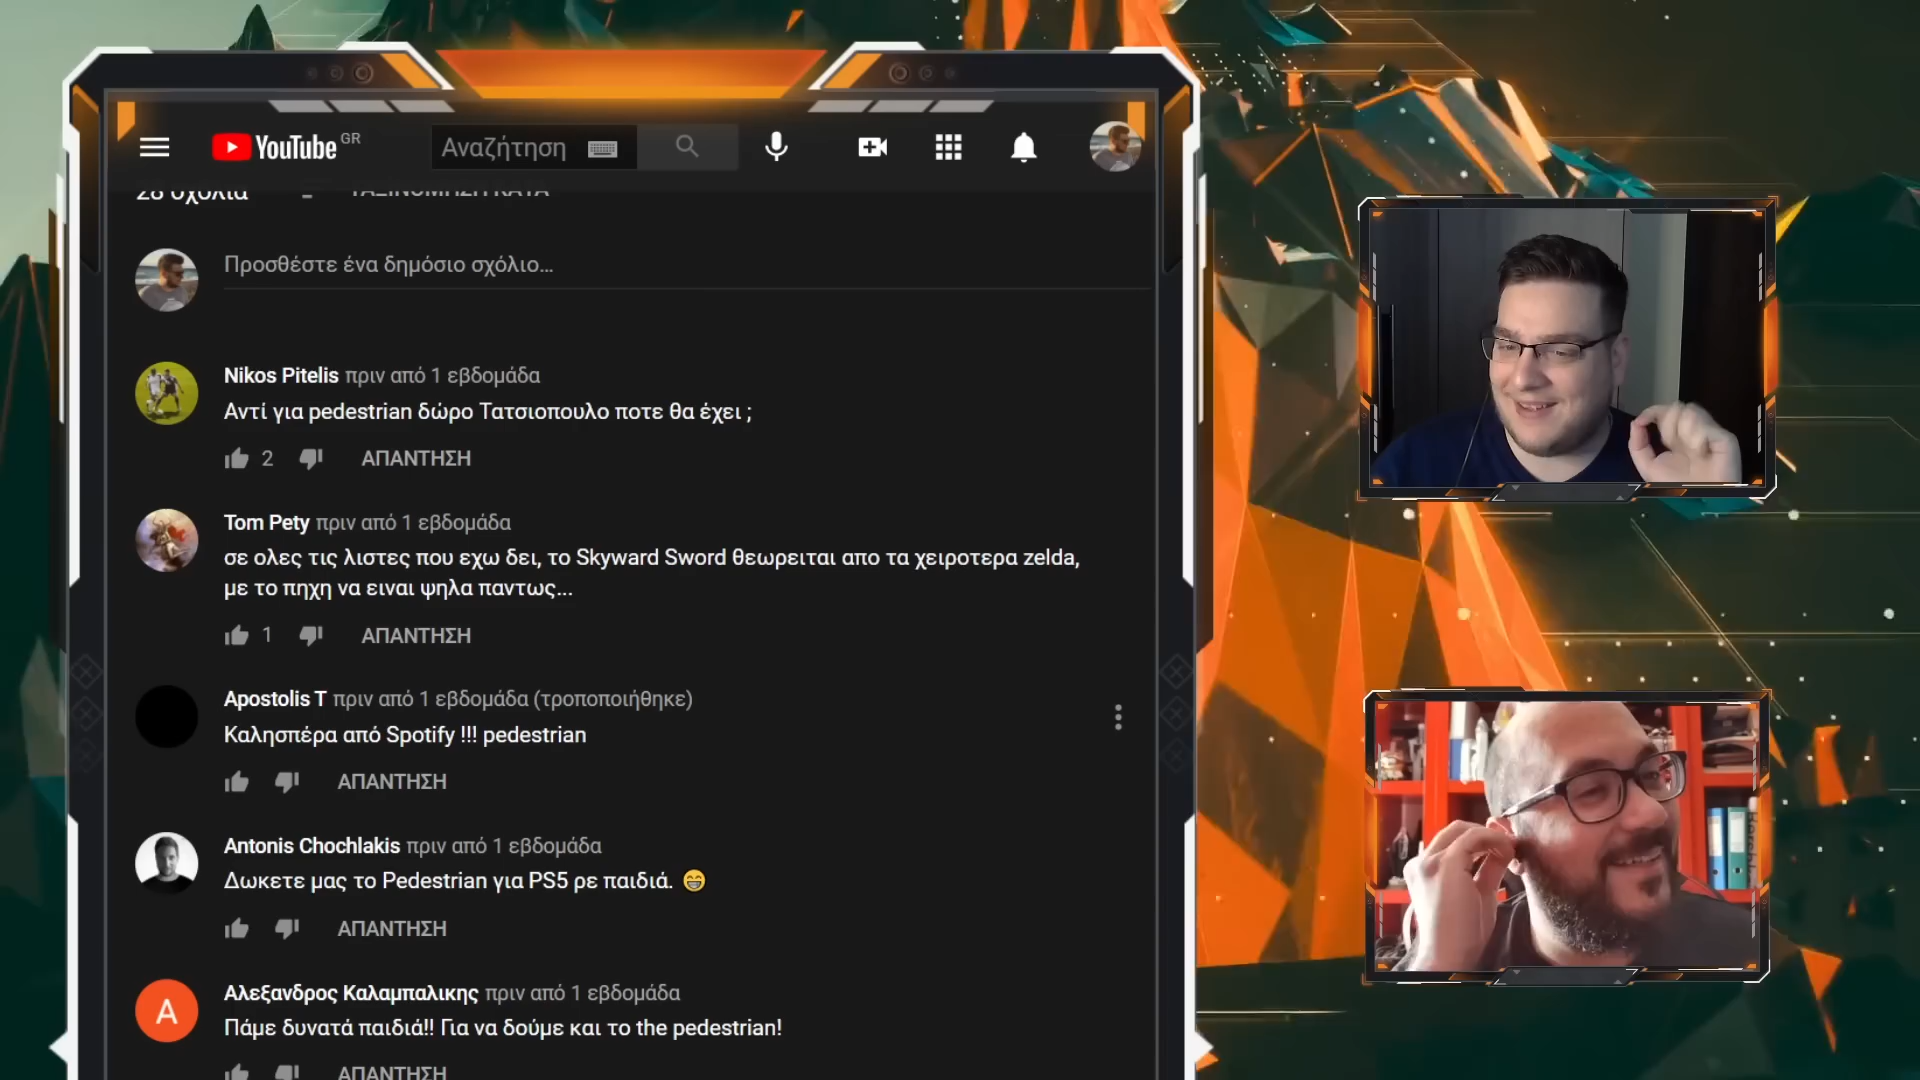 YouTube GR
Αναζήτηση
28 σχόλια ΤΑΞΙΝΟΜΗΣΗ ΚΑΤΑ
Προσθέστε ένα δημόσιο σχόλιο...
Nikos Pitelis πριν από 1 εβδομάδα
Αντί για pedestrian δώρο Τατσιοπουλο ποτε θα έχει ;
2 ΑΠΑΝΤΗΣΗ
Tom Pety πριν από 1 εβδομάδα
σε ολες τις λιστες που εχω δει, το Skyward Sword θεωρειται απο τα χειροτερα zelda,
με το πηχη να ειναι ψηλα παντως...
1 ΑΠΑΝΤΗΣΗ
Apostolis T πριν από 1 εβδομάδα (τροποποιήθηκε)
Καλησπέρα από Spotify !!! pedestrian
ΑΠΑΝΤΗΣΗ
Antonis Chochlakis πριν από 1 εβδομάδα
Δωκετε μας το Pedestrian για PS5 ρε παιδιά. 😁
ΑΠΑΝΤΗΣΗ
A
Αλεξανδρος Καλαμπαλικης πριν από 1 εβδομάδα
Πάμε δυνατά παιδιά!! Για να δούμε και το the pedestrian!
ΑΠΑΝΤΗΣΗ